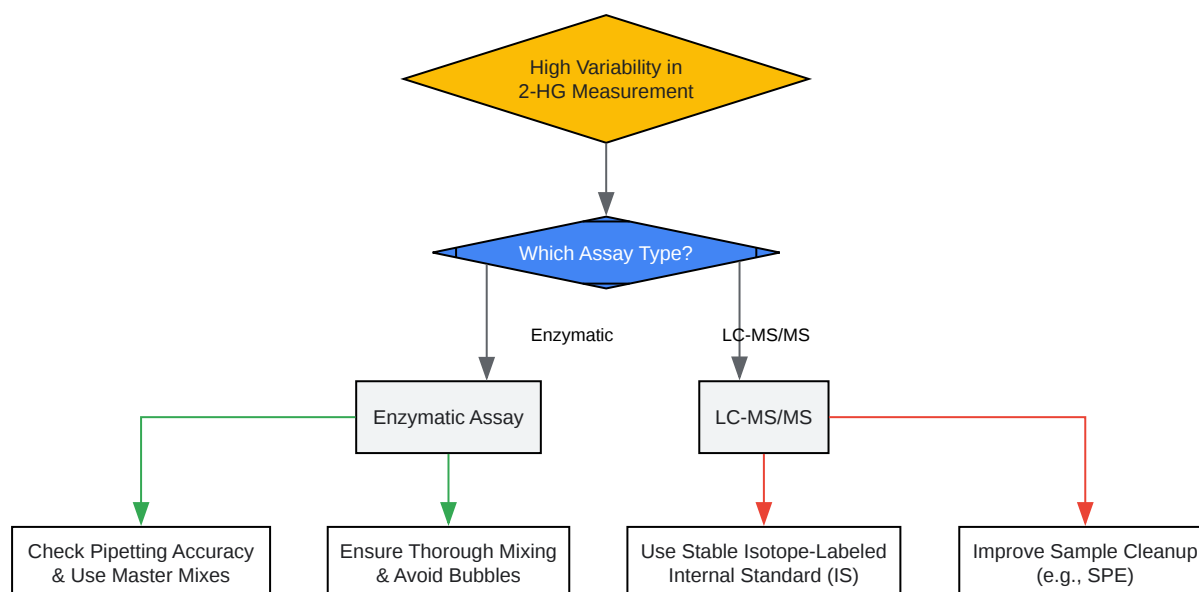 High Variability in
2-HG Measurement
Which Assay Type?
Enzymatic
LC-MS/MS
Enzymatic Assay
LC-MS/MS
Check Pipetting Accuracy
& Use Master Mixes
Ensure Thorough Mixing
& Avoid Bubbles
Use Stable Isotope-Labeled
Internal Standard (IS)
Improve Sample Cleanup
(e.g., SPE)